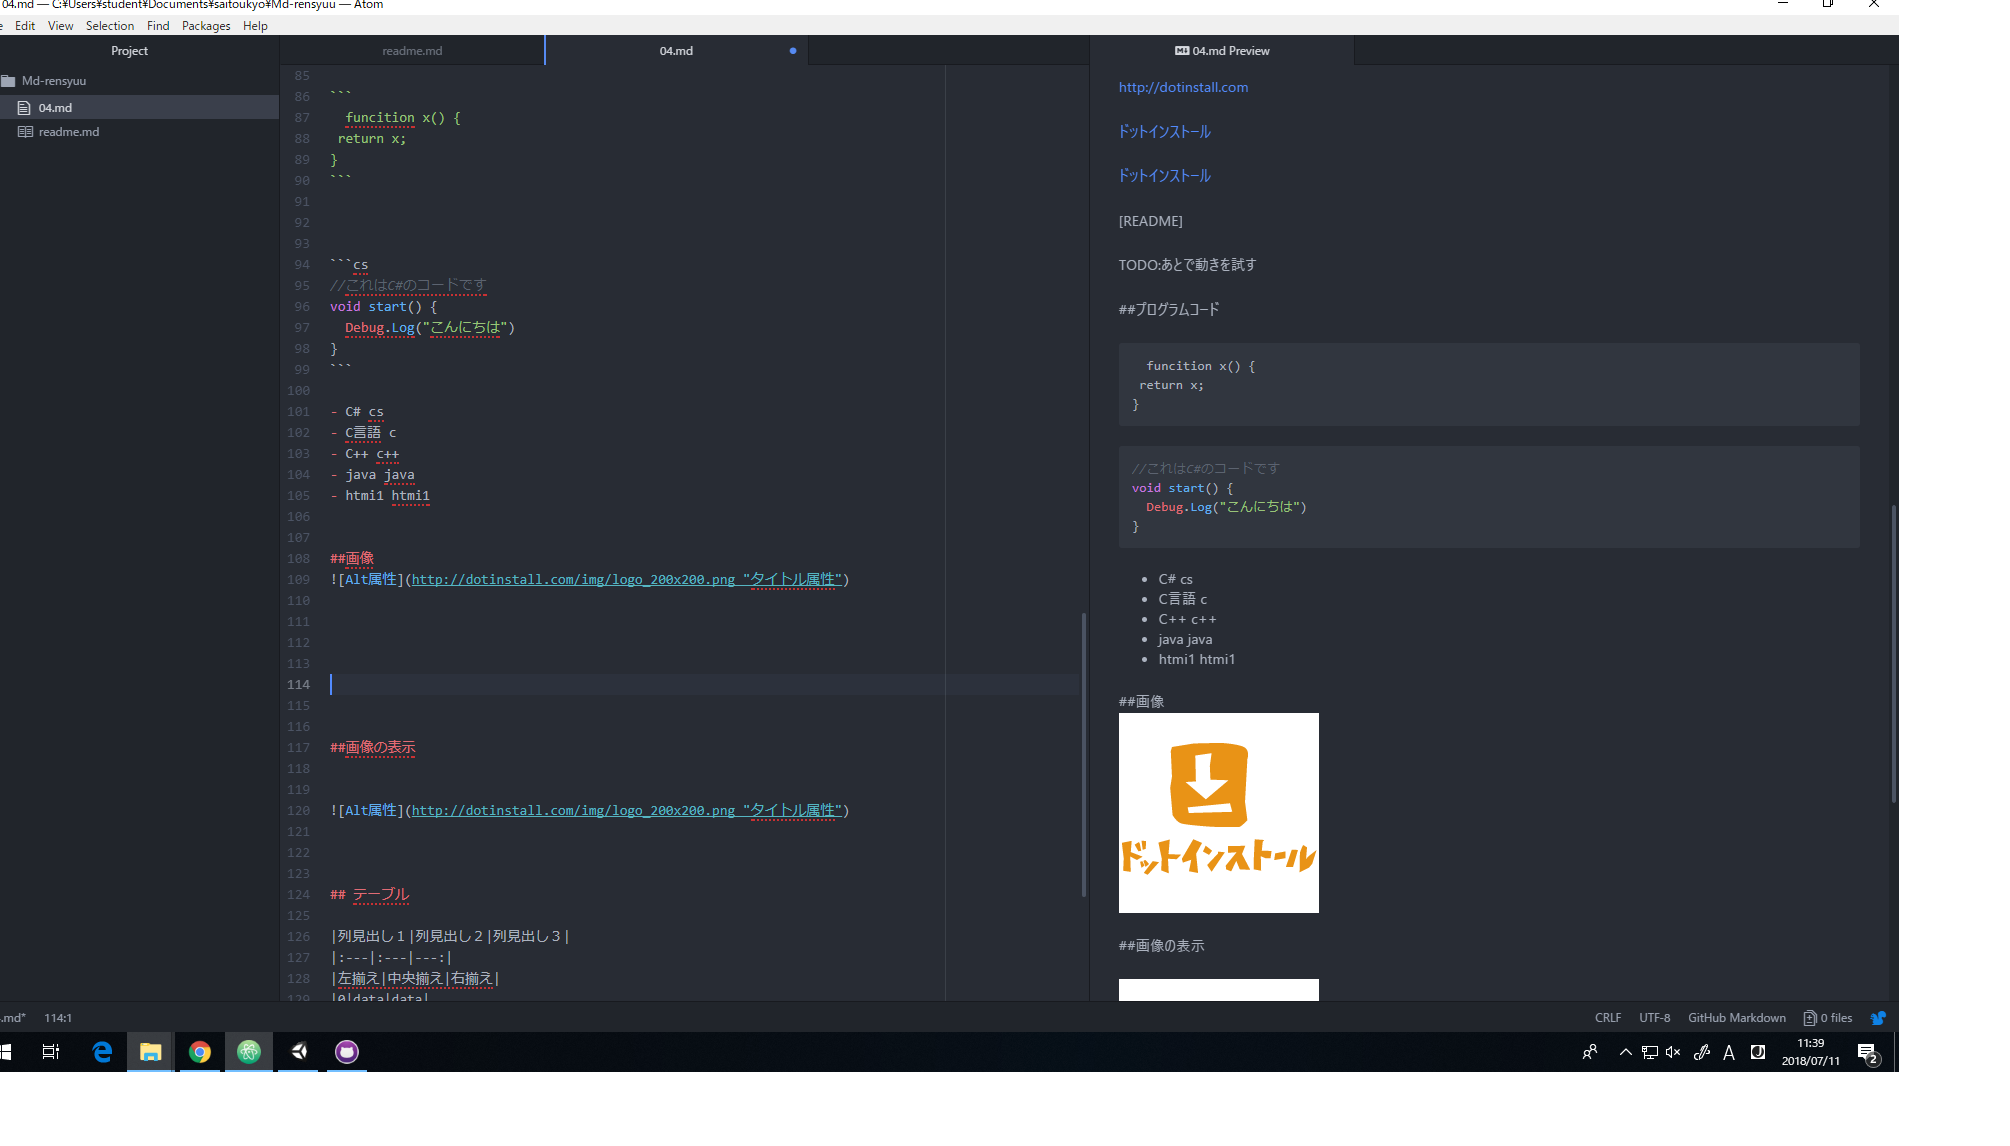 04.md — C:¥Users¥student¥Documents¥saitoukyo¥Md-rensyuu — Atom
Edit View Selection Find Packages Help
Project
Md-rensyuu
04.md
readme.md
readme.md
04.md
85
86 ```
87 funcition x() {
88 return x;
89 }
90 ```
91
92
93
94 ```cs
95 //これはC#のコードです
96 void start() {
97 Debug.Log("こんにちは")
98 }
99 ```
100
101 - C# cs
102 - C言語 c
103 - C++ c++
104 - java java
105 - htmi1 htmi1
106
107
108 ##画像
109 ![Alt属性](http://dotinstall.com/img/logo_200x200.png "タイトル属性")
110
111
112
113
114
115
116
117 ##画像の表示
118
119
120 ![Alt属性](http://dotinstall.com/img/logo_200x200.png "タイトル属性")
121
122
123
124 ## テーブル
125
126 |列見出し１|列見出し２|列見出し３|
127 |:---|:---|---:|
128 |左揃え|中央揃え|右揃え|
129 |0|data|data|
04.md Preview
http://dotinstall.com
ドットインストール
ドットインストール
[README]
TODO:あとで動きを試す
##プログラムコード
funcition x() {
return x;
}
//これはC#のコードです
void start() {
Debug.Log("こんにちは")
}
• C# cs
• C言語 c
• C++ c++
• java java
• htmi1 htmi1
##画像
ドットインストール
##画像の表示
.md* 114:1
CRLF UTF-8 GitHub Markdown 0 files
A J 11:39
2018/07/11 2